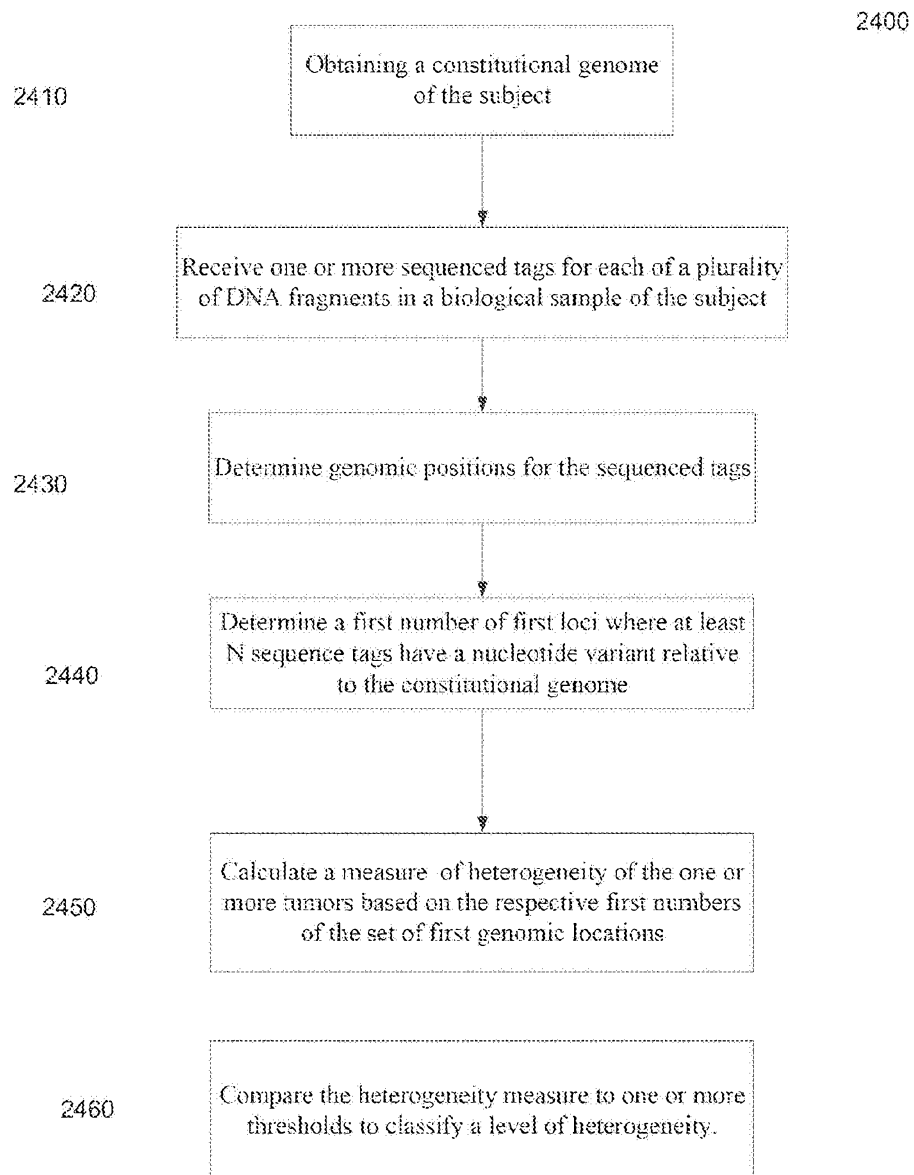 2400
2410
Obtaining a constitutional genome
of the subject
2420
Receive one or more sequenced tags for each of a plurality
of DNA fragments in a biological sample of the subject
2430
Determine genomic positions for the sequenced tags
2440
Determine a first number of first loci where at least
N sequence tags have a nucleotide variant relative
to the constitutional genome
2450
Calculate a measure of heterogeneity of the one or
more tumors based on the respective first numbers
of the set of first genomic locations
2460
Compare the heterogeneity measure to one or more
thresholds to classify a level of heterogeneity.